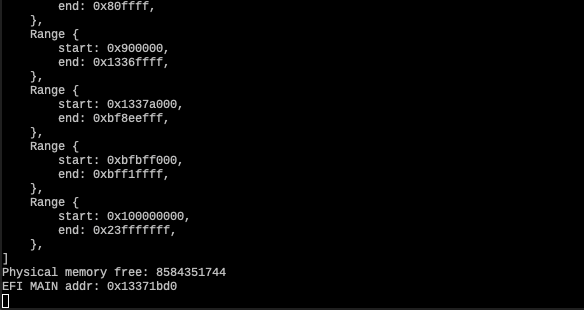 end: 0x80ffff,
    },
    Range {
        start: 0x900000,
        end: 0x1336ffff,
    },
    Range {
        start: 0x1337a000,
        end: 0xbf8eefff,
    },
    Range {
        start: 0xbfbff000,
        end: 0xbff1ffff,
    },
    Range {
        start: 0x100000000,
        end: 0x23fffffff,
    },
]
Physical memory free: 8584351744
EFI MAIN addr: 0x13371bd0